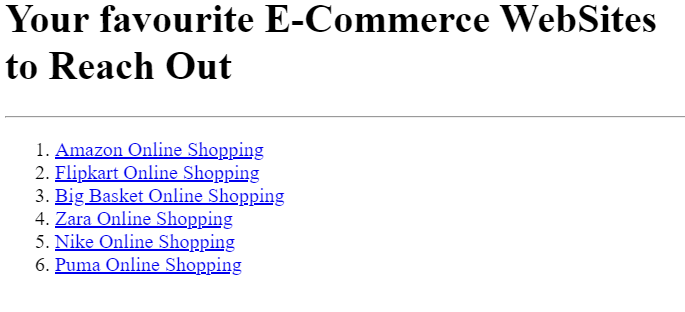 Your favourite E-Commerce WebSites
to Reach Out
1. Amazon Online Shopping
2. Flipkart Online Shopping
3. Big Basket Online Shopping
4. Zara Online Shopping
5. Nike Online Shopping
6. Puma Online Shopping